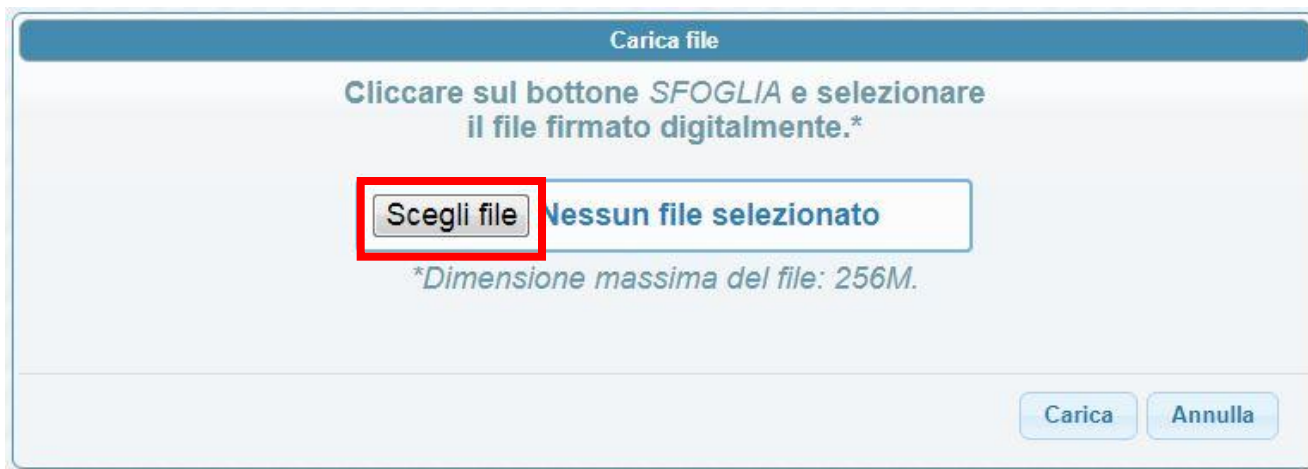 Carica file
Cliccare sul bottone SFOGLIA e selezionare
il file firmato digitalmente.*
Scegli file Nessun file selezionato
*Dimensione massima del file: 256M.
Carica Annulla